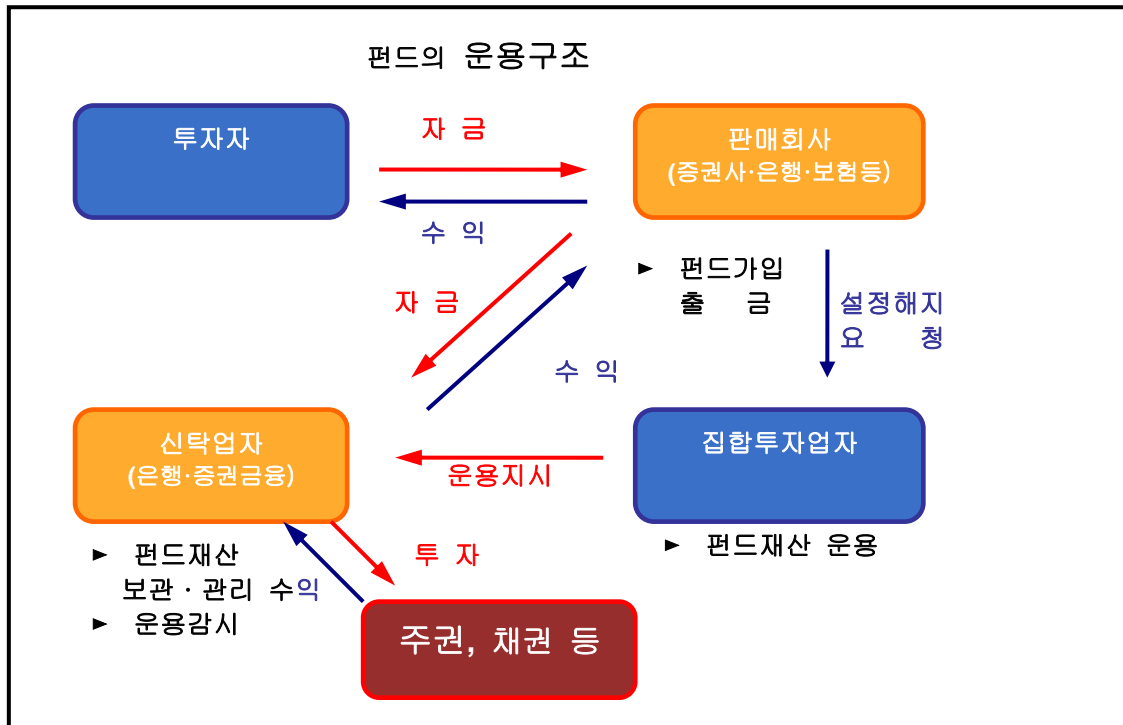 펀드의 운용구조
투자자
자 금
판매회사
(증권사·은행·보험등)
수 익
► 펀드가입
출 금
자 금
설정해지
요 청
수 익
신탁업자
(은행·증권금융)
집합투자업자
운용지시
► 펀드재산
보관 · 관리 수익
► 운용감시
투 자
► 펀드재산 운용
주권, 채권 등